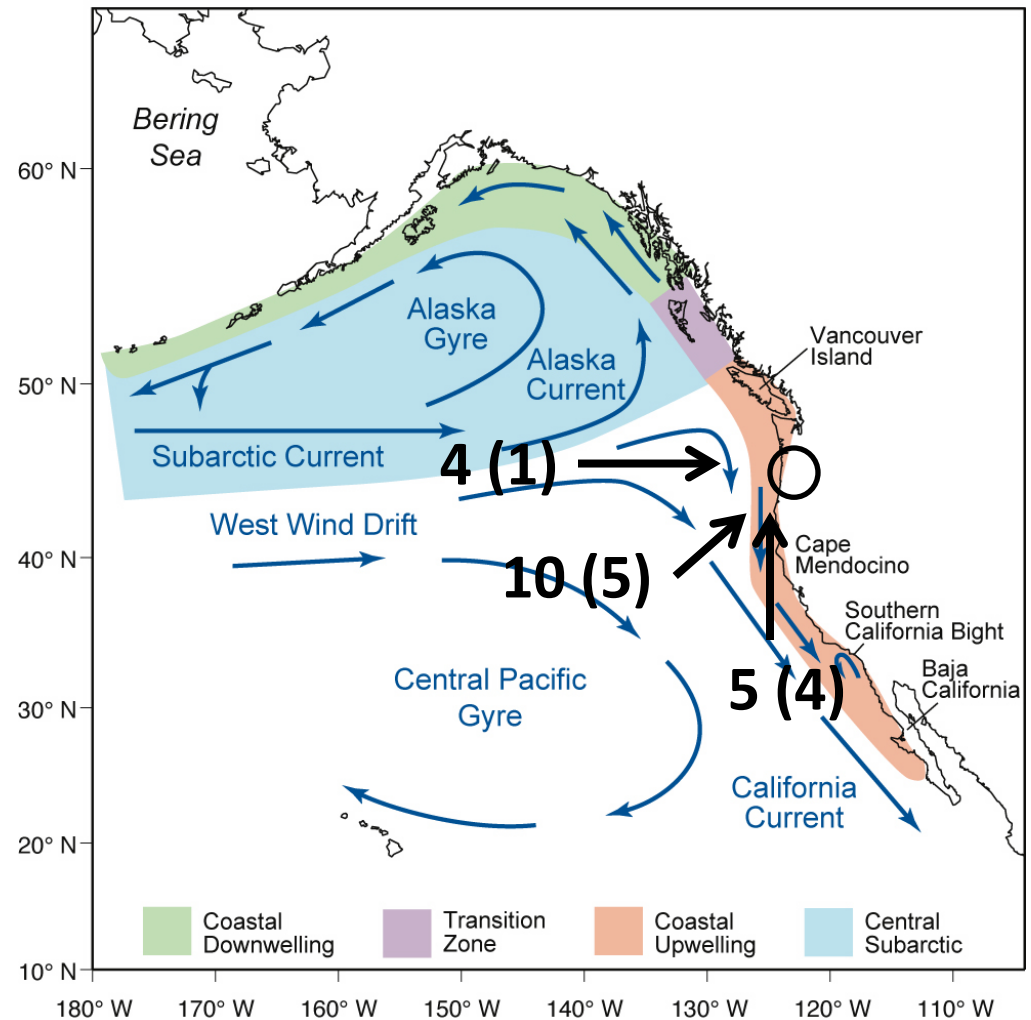 Bering
Sea
60° N
50° N
40° N
30° N
20° N
10° N
Alaska
Gyre
Alaska
Current
Vancouver
Island
Subarctic Current
4 (1)
West Wind Drift
10 (5)
Cape
Mendocino
Southern
California Bight
Baja
California
5 (4)
Central Pacific
Gyre
California
Current
Coastal
Downwelling
Transition
Zone
Coastal
Upwelling
Central
Subarctic
180° W 170° W 160° W 150° W 140° W 130° W 120° W 110° W